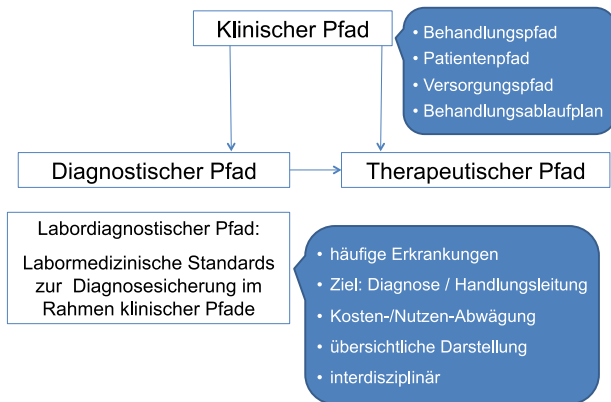 Klinischer Pfad
• Behandlungspfad
• Patientenpfad
• Versorgungspfad
• Behandlungsablaufplan
Diagnostischer Pfad
Therapeutischer Pfad
Labordiagnostischer Pfad:
Labormedizinische Standards
zur Diagnosesicherung im
Rahmen klinischer Pfade
• häufige Erkrankungen
• Ziel: Diagnose / Handlungsleitung
• Kosten-/Nutzen-Abwägung
• übersichtliche Darstellung
• interdisziplinär